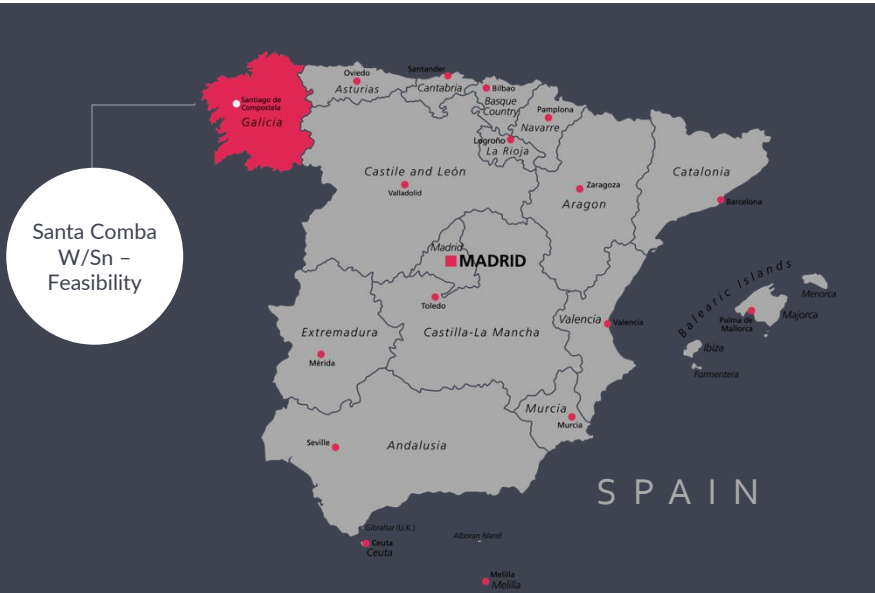 Oviedo
Asturias
Santander
Cantabria
Bilbao
Basque
Country
Pamplona
Navarre
Logroño
La Rioja
Santiago de
Compostela
Galicia
Castile and León
Valladolid
Zaragoza
Aragon
Catalonia
Barcelona
Santa Comba
W/Sn –
Feasibility
Madrid
MADRID
Toledo
Castilla-La Mancha
Extremadura
Mérida
Valencia
Valencia
Balearic Islands
Menorca
Majorca
Palma de
Mallorca
Ibiza
Formentera
Murcia
Murcia
Seville
Andalusia
SPAIN
Gibraltar (U.K.)
Ceuta
Ceuta
Alboran Island
Melilla
Melilla